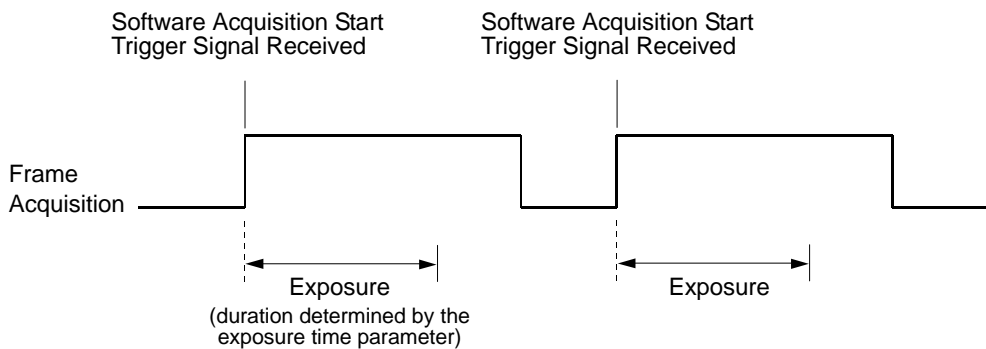 Software Acquisition Start
Trigger Signal Received
Software Acquisition Start
Trigger Signal Received
Frame
Acquisition
Exposure
(duration determined by the
exposure time parameter)
Exposure